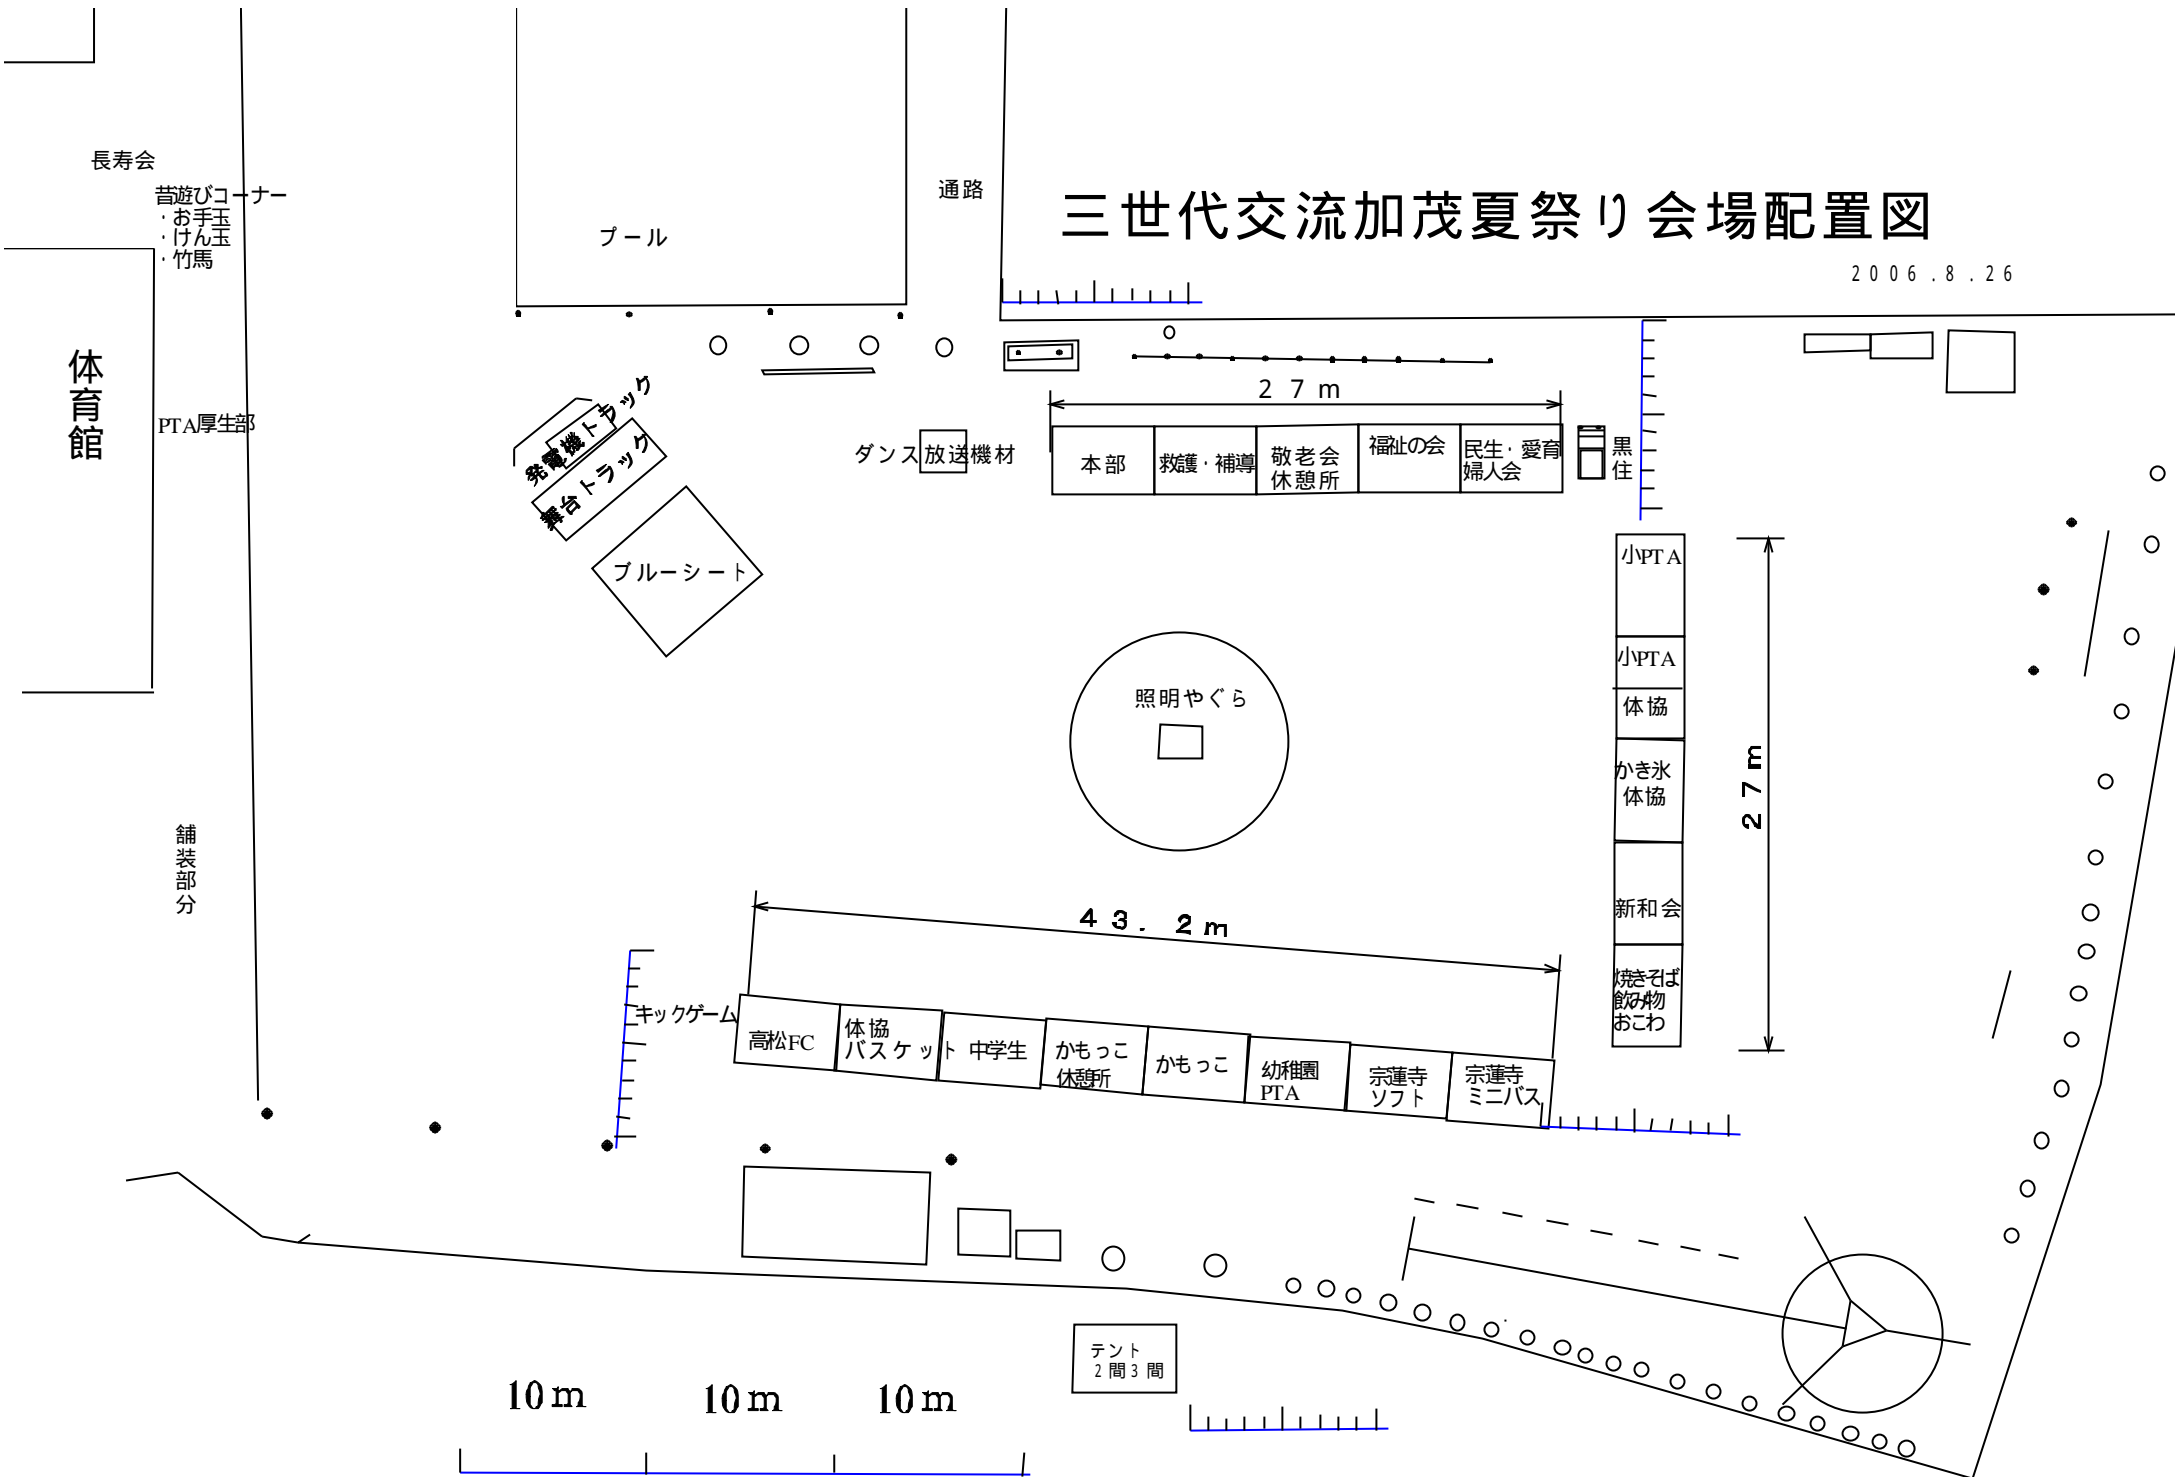 三世代交流加茂夏祭り会場配置図
2006.8.26
長寿会
昔遊びコーナー
・お手玉
・けん玉
・竹馬
プール
通路
体育館
PTA厚生部
発電機トラック
舞台トラック
ブルーシート
ダンス放送機材
27m
本部
救護・補導
敬老会
休憩所
福祉の会
民生・愛育
婦人会
黒住
小PTA
小PTA
体協
かき氷
体協
新和会
焼きそば
飲み物
おこわ
27m
照明やぐら
舗装部分
43.2m
キックゲーム
高松FC
体協
バスケット
中学生
かもっこ
休憩所
かもっこ
幼稚園
PTA
宗蓮寺
ソフト
宗蓮寺
ミニバス
テント
2間3間
10m
10m
10m